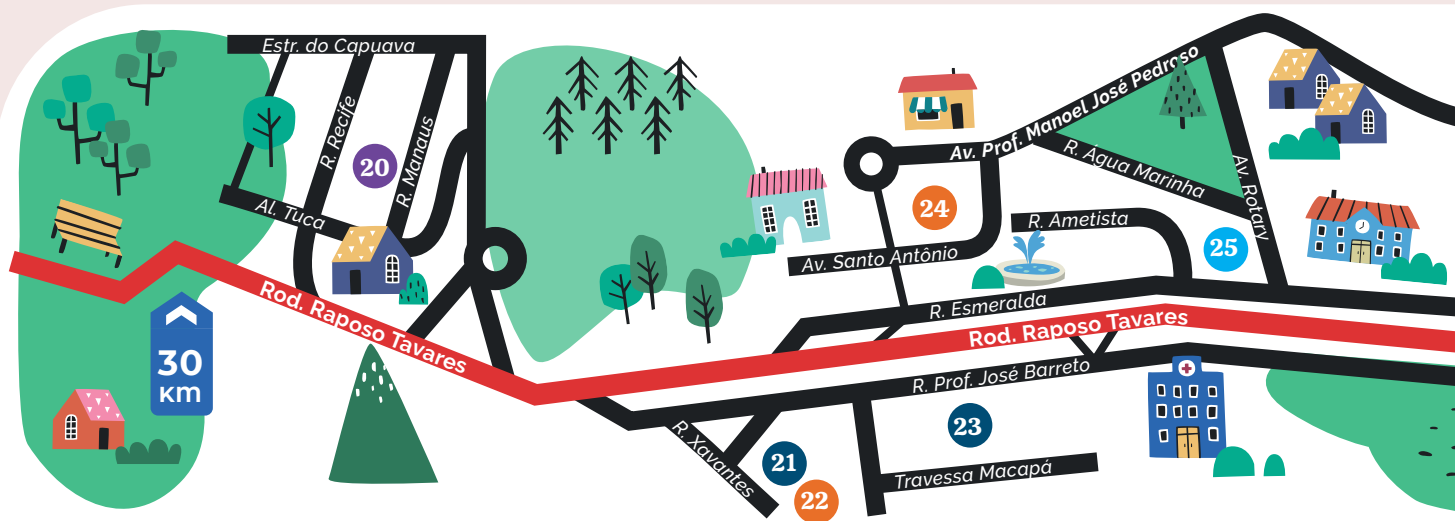 Estr. do Capuava
R. Recife
R. Manaus
20
Al. Tucá
Rod. Raposo Tavares
30
км
Av. Prof. Manoel José Pedroso
R. Água Marinha
Av. Rotary
24
R. Ametista
25
Av. Santo Antônio
R. Esmeralda
Rod. Raposo Tavares
R. Prof. José Barreto
R. Xavantes
23
21
22
Travessa Macapá